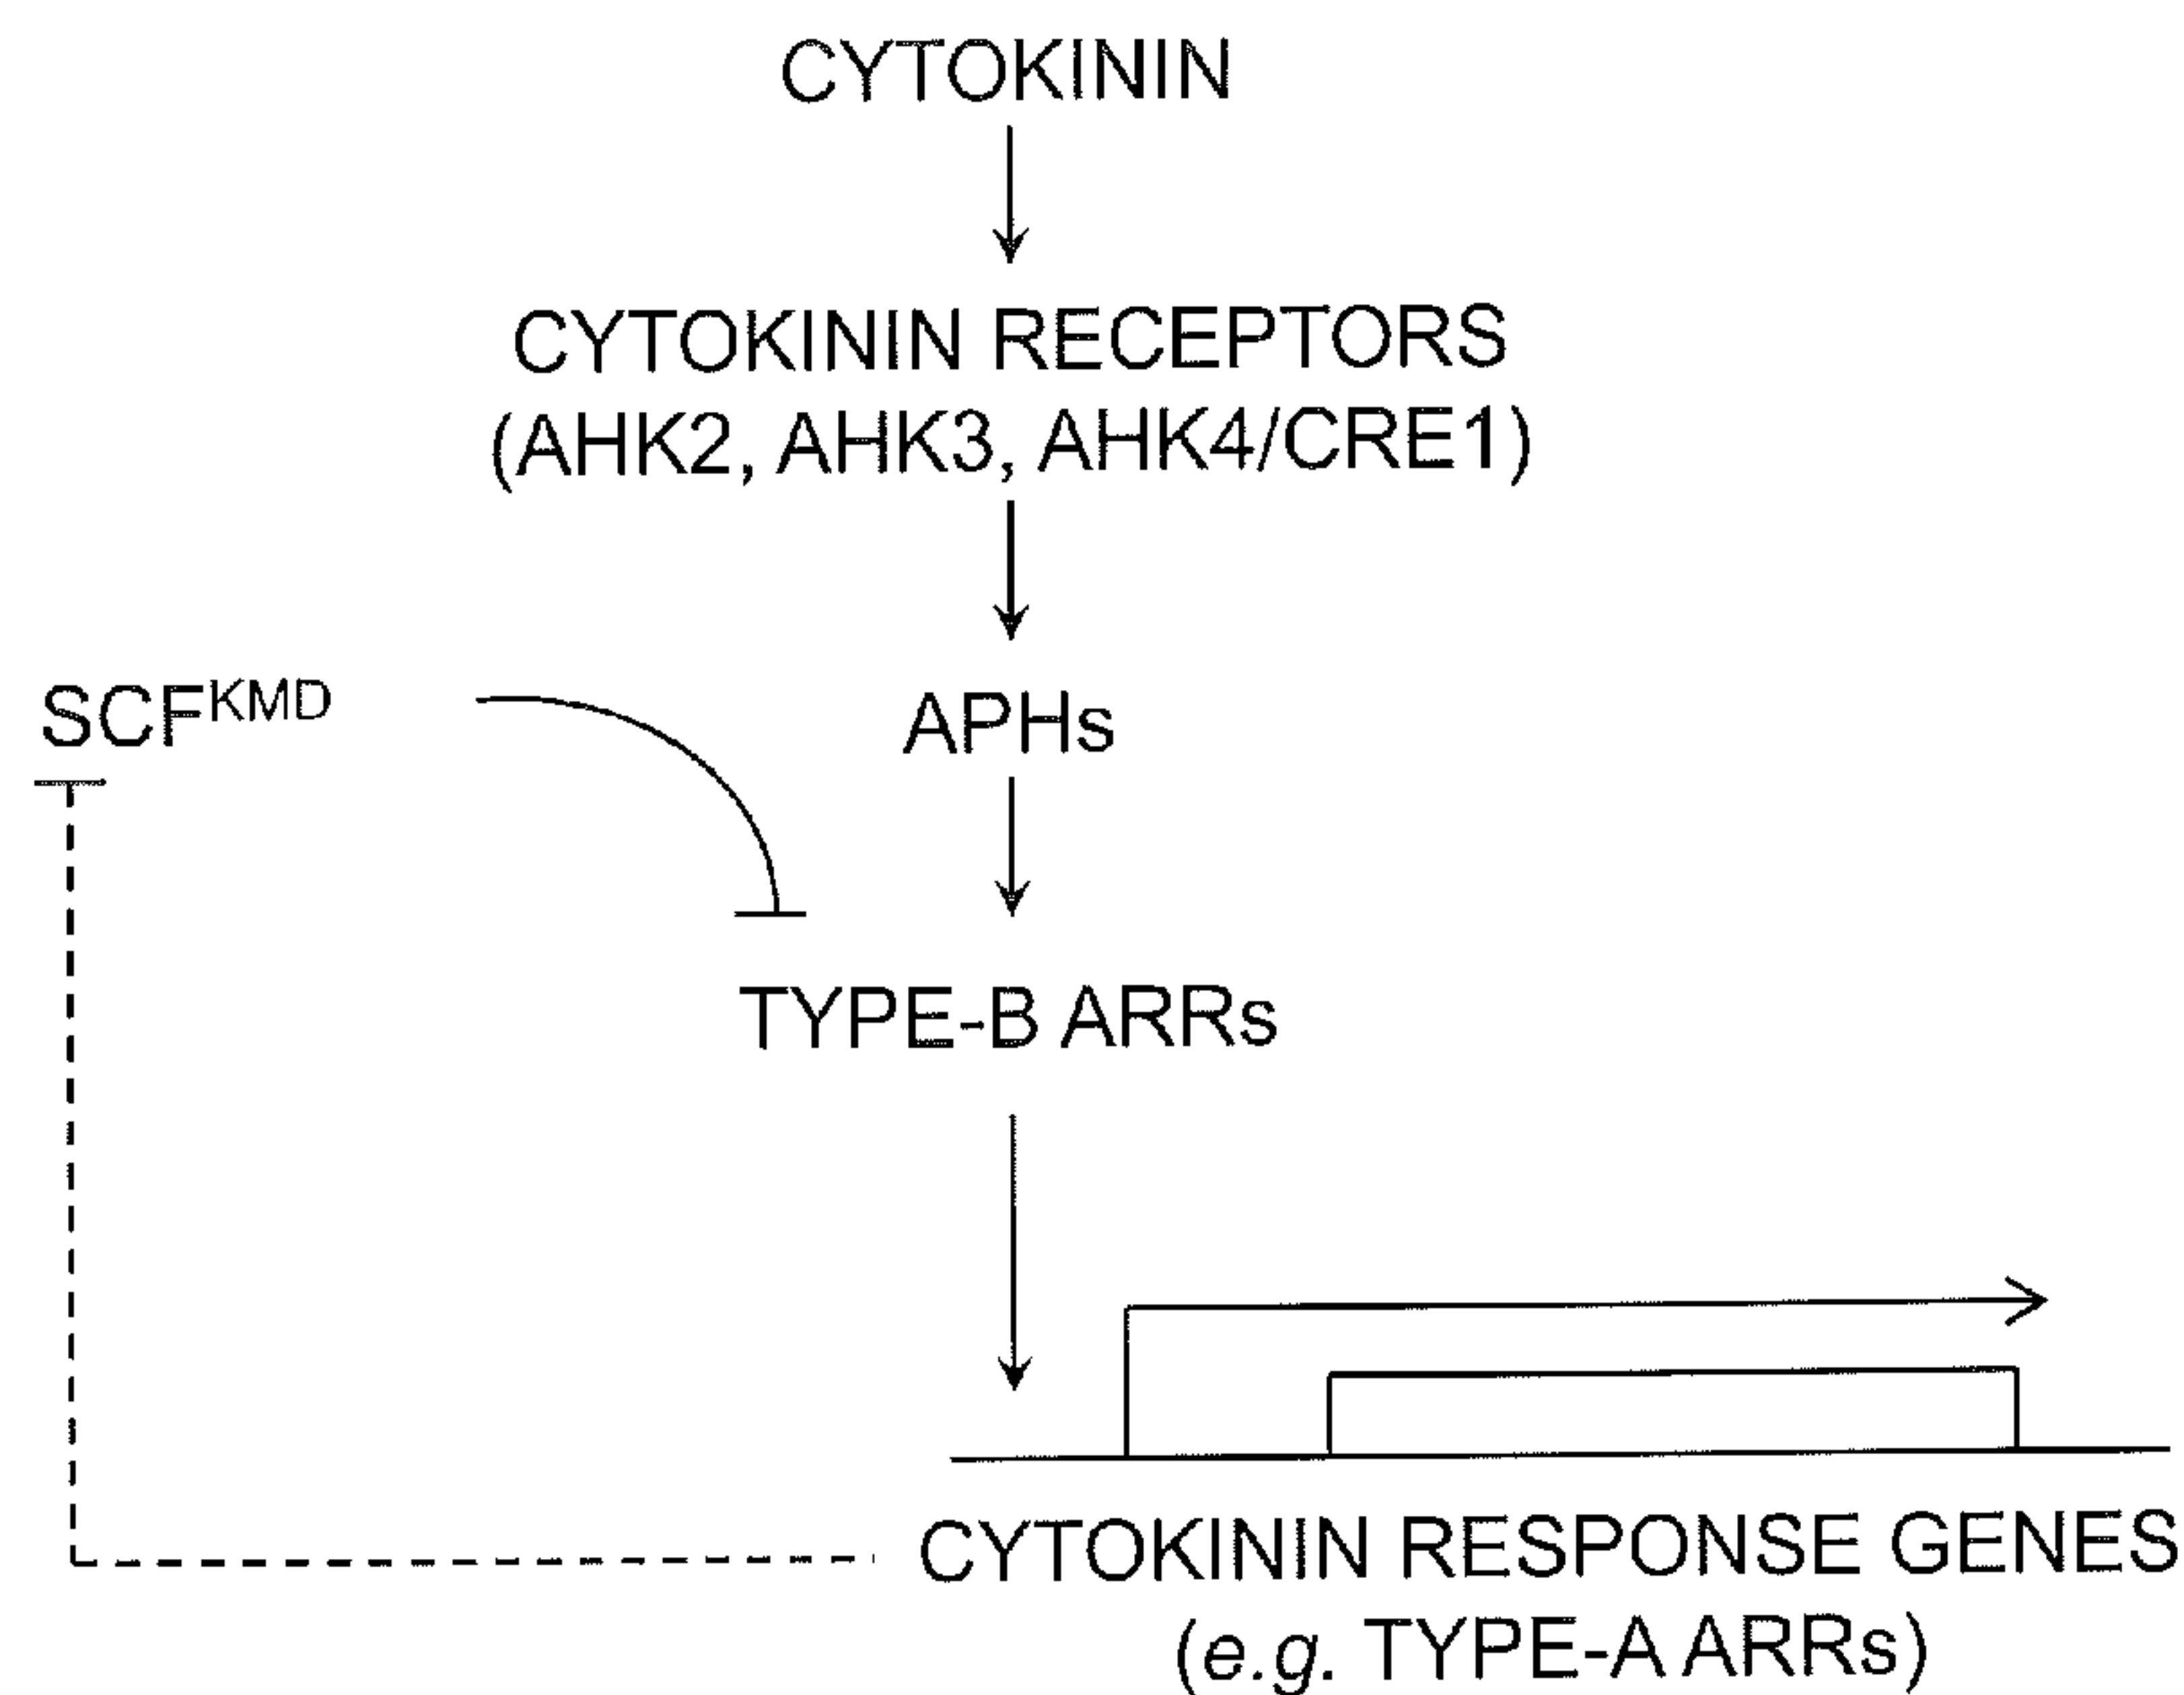 CYTOKININ
CYTOKININ RECEPTORS
(AHK2, AHK3, AHK4/CRE1)
SCFKMD
APHs
TYPE-B ARRs
CYTOKININ RESPONSE GENES
(e.g. TYPE-A ARRs)